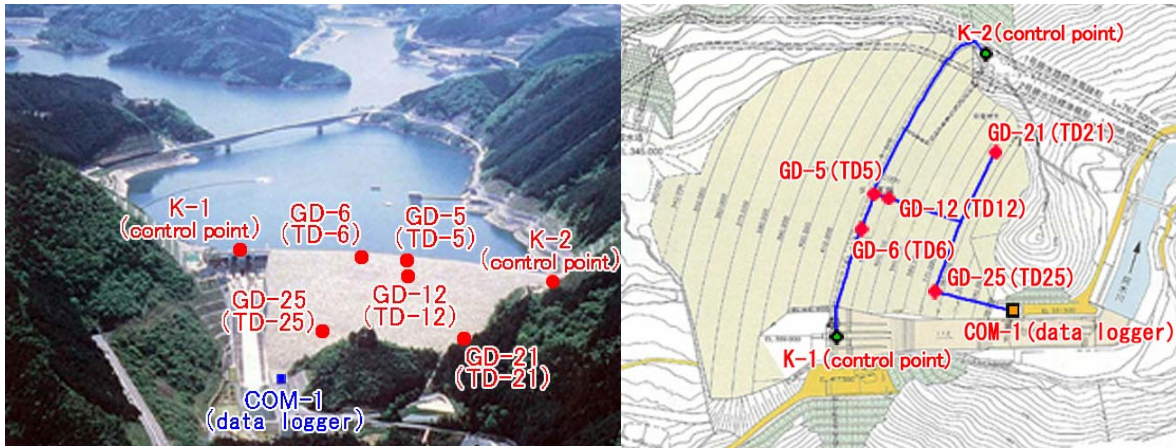 K-1
(control point)
GD-6
(TD-6)
GD-5
(TD-5)
K-2
(control point)
GD-25
(TD-25)
GD-12
(TD-12)
GD-21
(TD-21)
COM-1
(data logger)
K-2(control point)
GD-21(TD21)
GD-5(TD5)
GD-12(TD12)
GD-6(TD6)
GD-25(TD25)
COM-1(data logger)
K-1(control point)